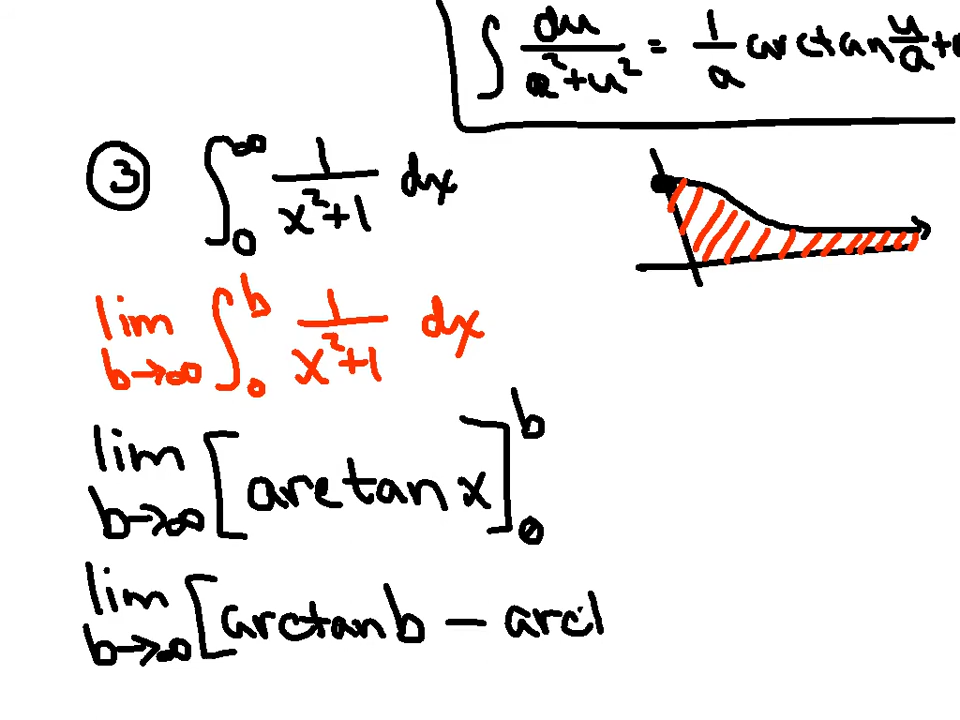 ∫ du/(a²+u²) = 1/a arctan u/a +
③ ∫₀^∞ 1/(x²+1) dx
lim b→∞ ∫₀^b 1/(x²+1) dx
lim b→∞ [arctan x]₀^b
lim b→∞ [arctan b − arct